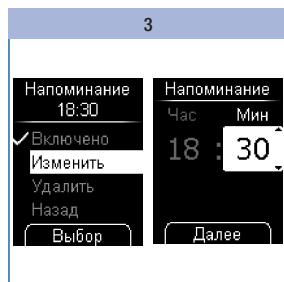 3
Напоминание
18:30
Включено
Изменить
Удалить
Назад
Выбор
Напоминание
Час Мин
18 : 30
Далее